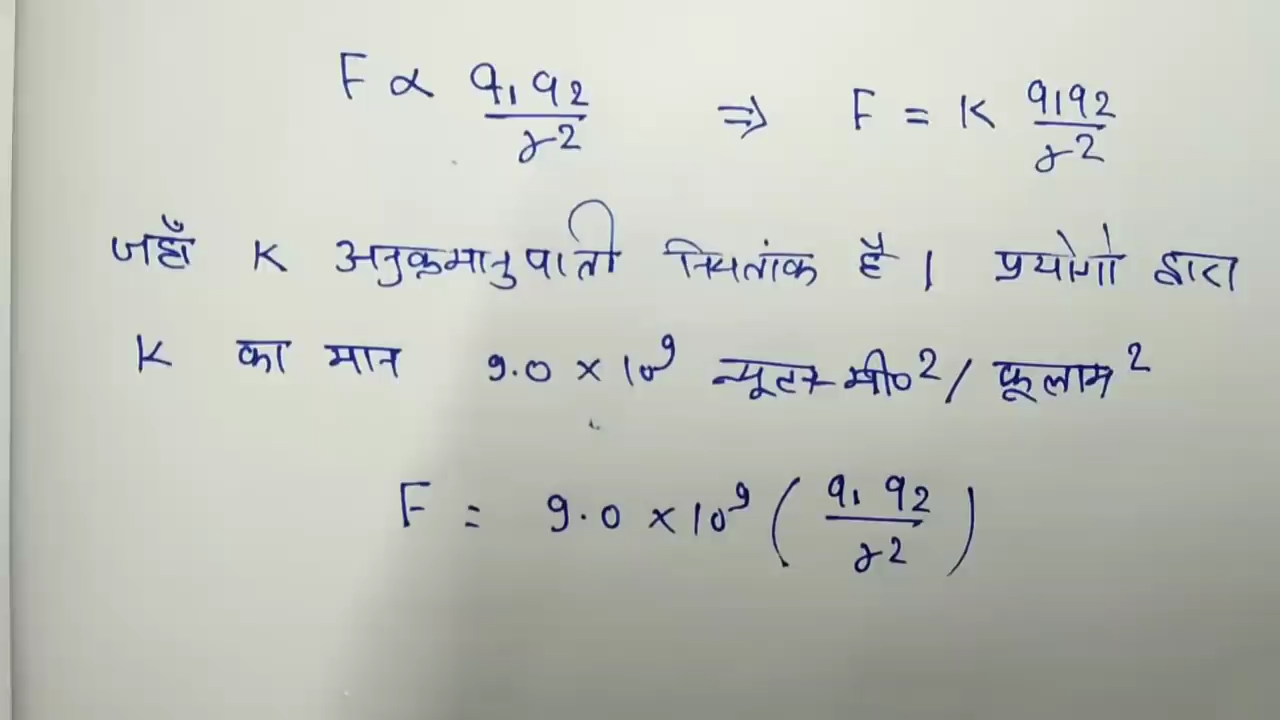 F ∝ q₁q₂/r² ⇒ F = K q₁q₂/r²
जहाँ K अनुक्रमानुपाती नियतांक है । प्रयोगो द्वारा
K का मान 9.0 × 10⁹ न्यूटन-मी०²/ कूलाम²
F = 9.0 × 10⁹ (q₁q₂/r²)